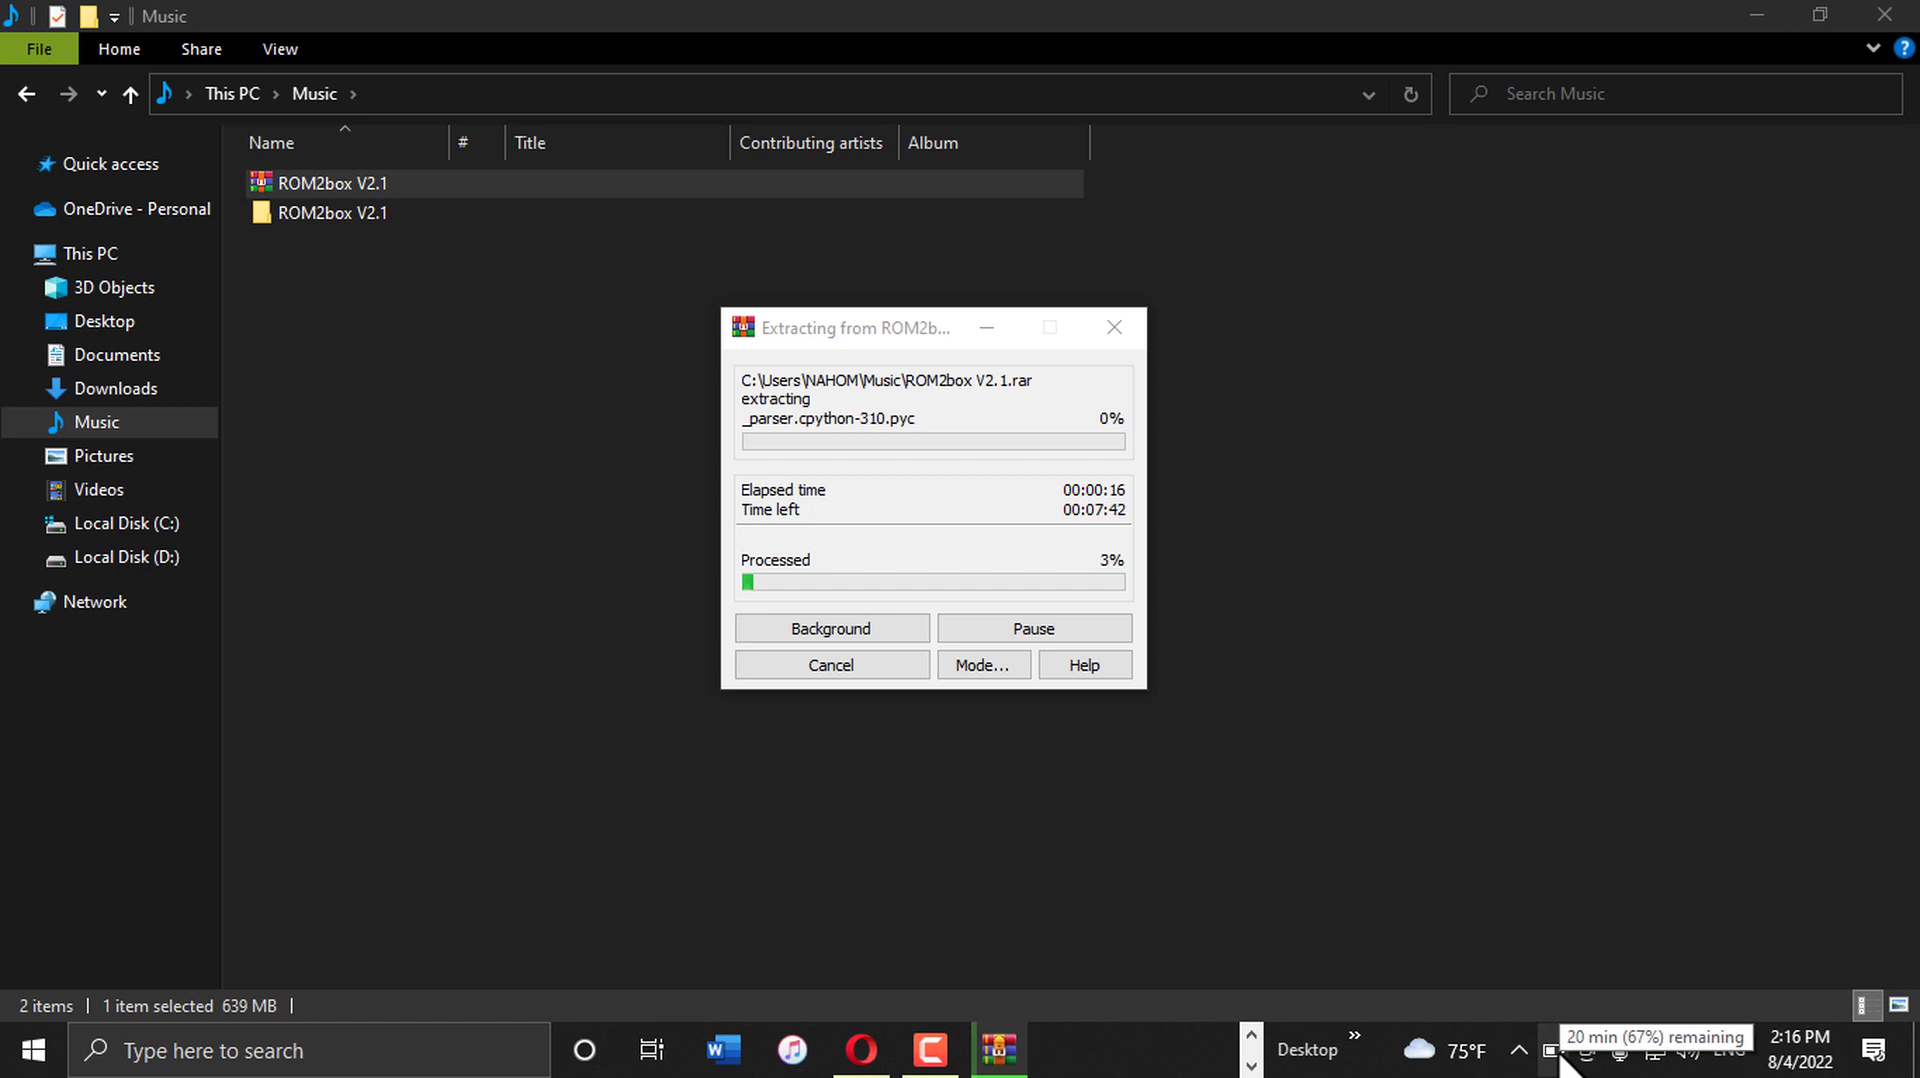 Music
File Home Share View
This PC Music
Search Music
Name # Title Contributing artists Album
Quick access
OneDrive - Personal
This PC
3D Objects
Desktop
Documents
Downloads
Music
Pictures
Videos
Local Disk (C:)
Local Disk (D:)
Network
ROM2box V2.1
ROM2box V2.1
Extracting from ROM2b...
C:\Users\NAHOM\Music\ROM2box V2.1.rar
extracting
_parser.cpython-310.pyc 0%
Elapsed time 00:00:16
Time left 00:07:42
Processed 3%
Background Pause
Cancel Mode... Help
2 items 1 item selected 639 MB
Type here to search
Desktop
75°F
20 min (67%) remaining
ENG
2:16 PM
8/4/2022